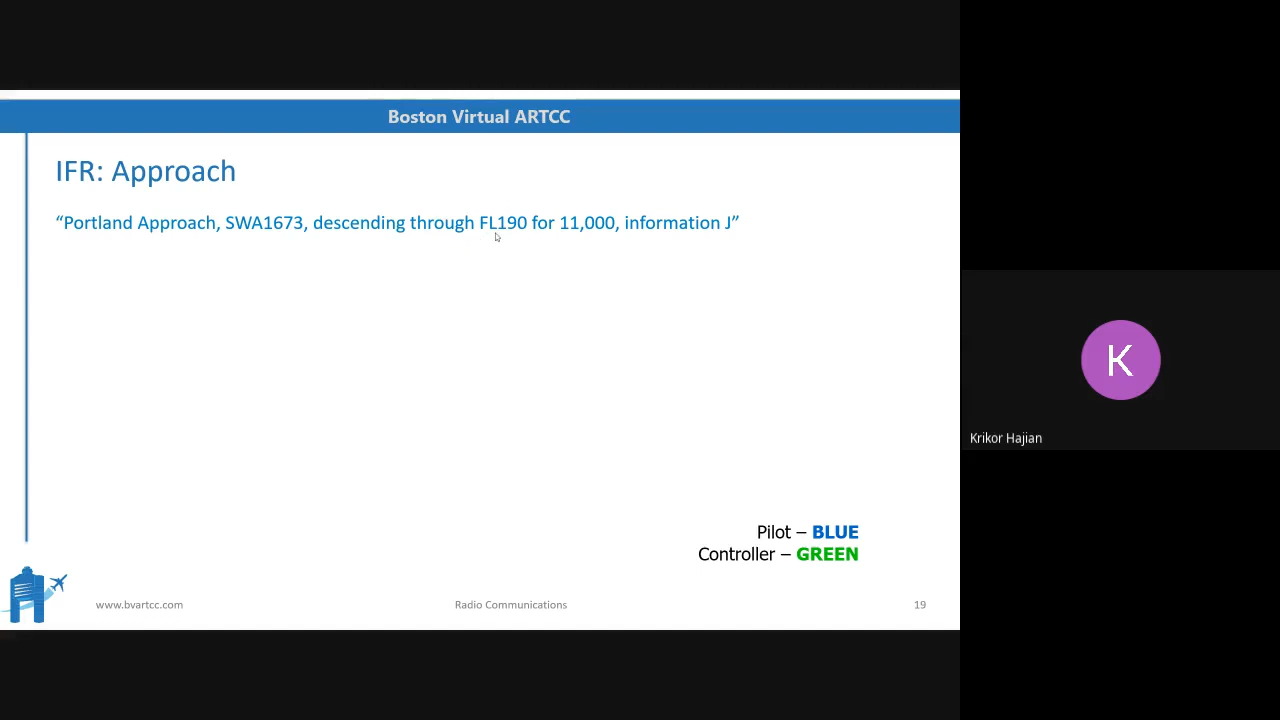 Boston Virtual ARTCC
IFR: Approach
“Portland Approach, SWA1673, descending through FL190 for 11,000, information J”
K
Krikor Hajian
Pilot – BLUE
Controller – GREEN
www.bvartcc.com
Radio Communications
19